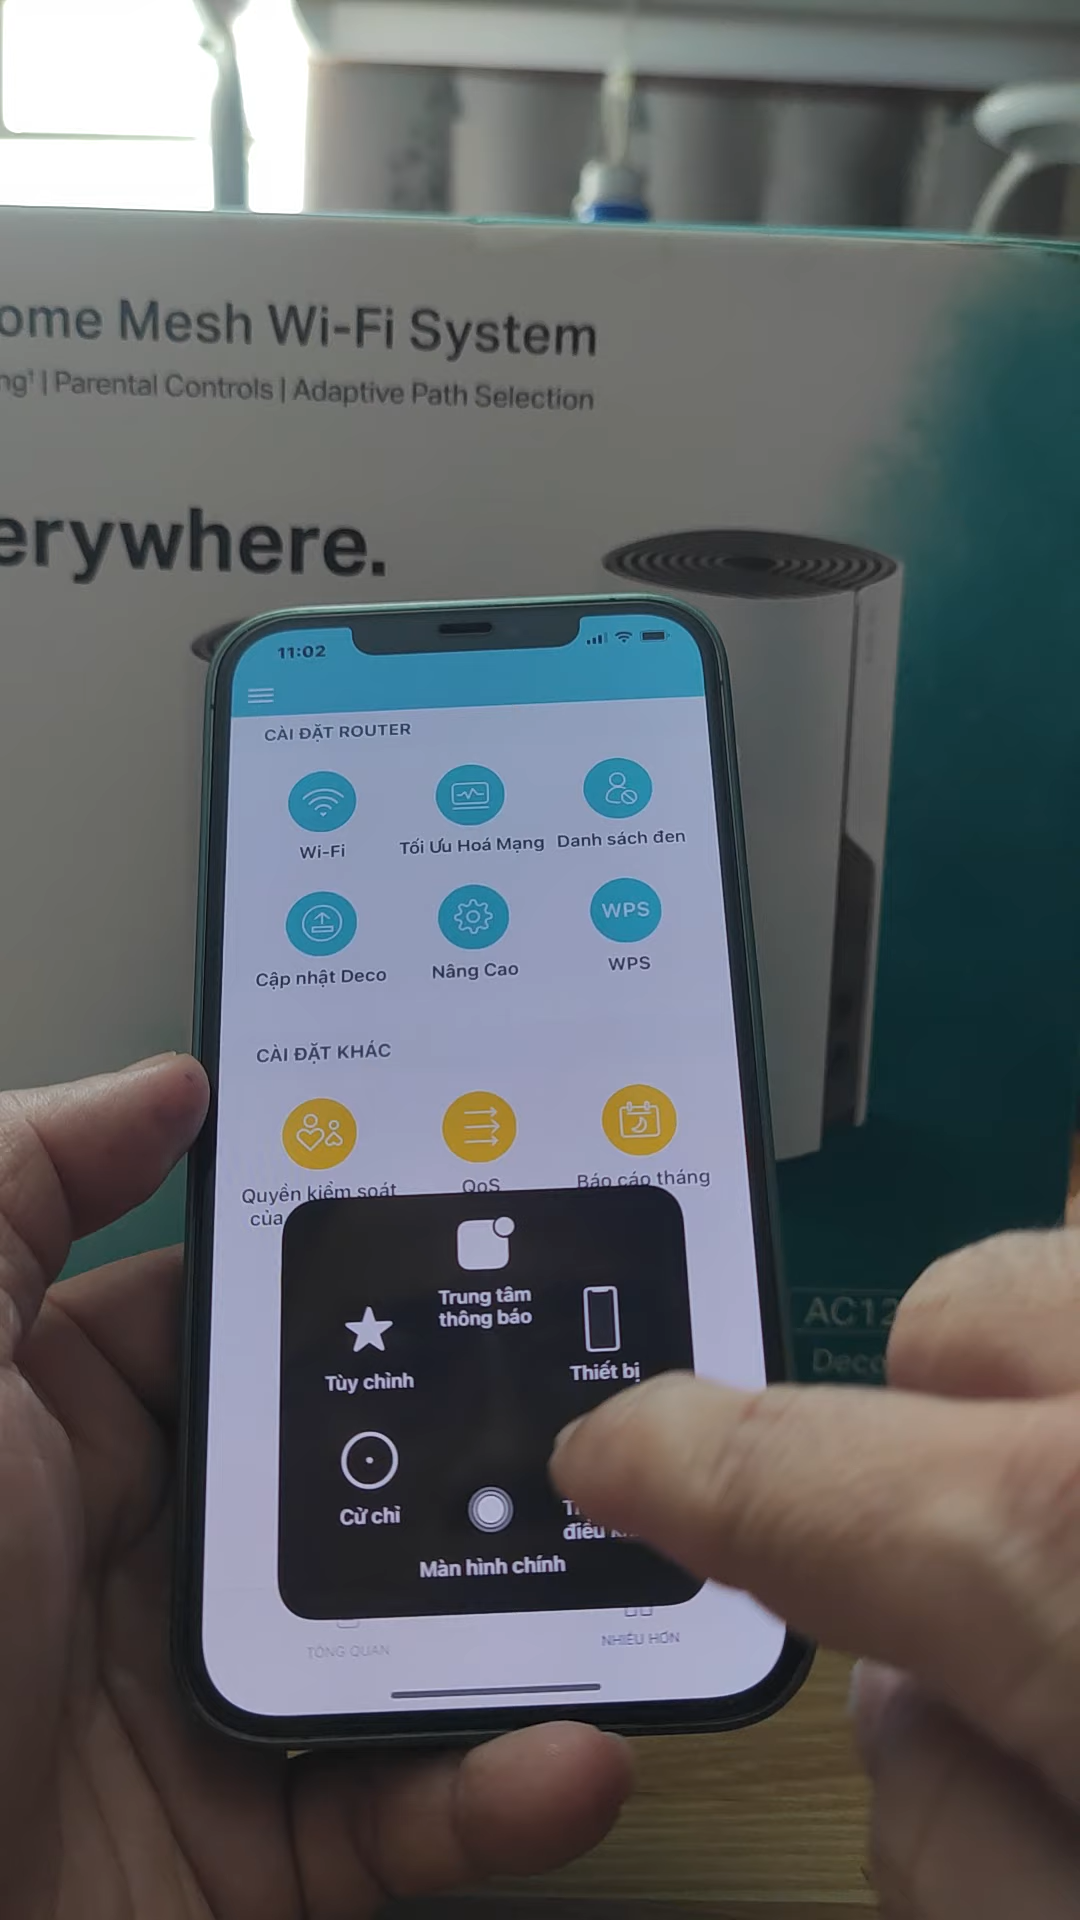 ome Mesh Wi-Fi System
ng¹ | Parental Controls | Adaptive Path Selection
erywhere.
11:02
CÀI ĐẶT ROUTER
Wi-Fi
Tối Ưu Hoá Mạng
Danh sách đen
WPS
Cập nhật Deco
Nâng Cao
WPS
CÀI ĐẶT KHÁC
Quyền kiểm soát
của
QoS
Báo cáo tháng
Trung tâm
thông báo
Tùy chỉnh
Thiết bị
Cử chỉ
điều
Màn hình chính
TỔNG QUAN
NHIỀU HƠN
AC12
Deco